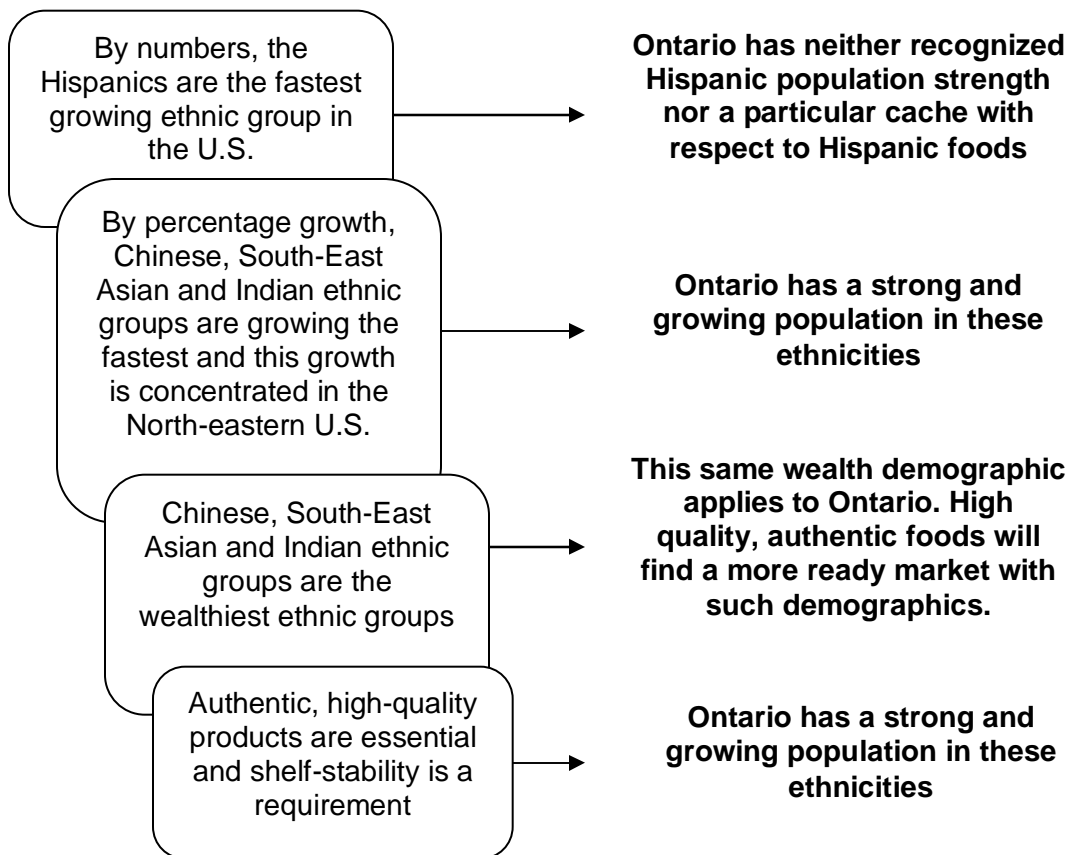 By numbers, the
Hispanics are the fastest
growing ethnic group in
the U.S.
Ontario has neither recognized
Hispanic population strength
nor a particular cache with
respect to Hispanic foods
By percentage growth,
Chinese, South-East
Asian and Indian ethnic
groups are growing the
fastest and this growth
is concentrated in the
North-eastern U.S.
Ontario has a strong and
growing population in these
ethnicities
Chinese, South-East
Asian and Indian ethnic
groups are the
wealthiest ethnic groups
This same wealth demographic
applies to Ontario. High
quality, authentic foods will
find a more ready market with
such demographics.
Authentic, high-quality
products are essential
and shelf-stability is a
requirement
Ontario has a strong and
growing population in these
ethnicities